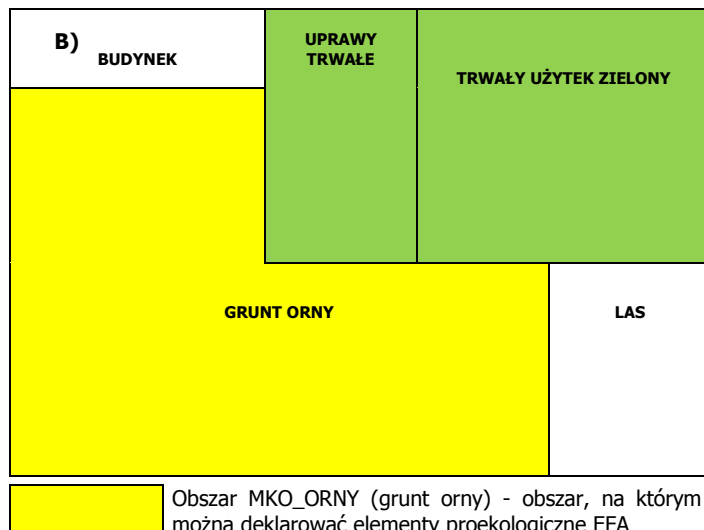 B)
BUDYNEK
UPRAWY
TRWAŁE
TRWAŁY UŻYTEK ZIELONY
GRUNT ORNY
LAS
Obszar MKO_ORNY (grunt orny) - obszar, na którym
można deklarować elementy proekologiczne EFA